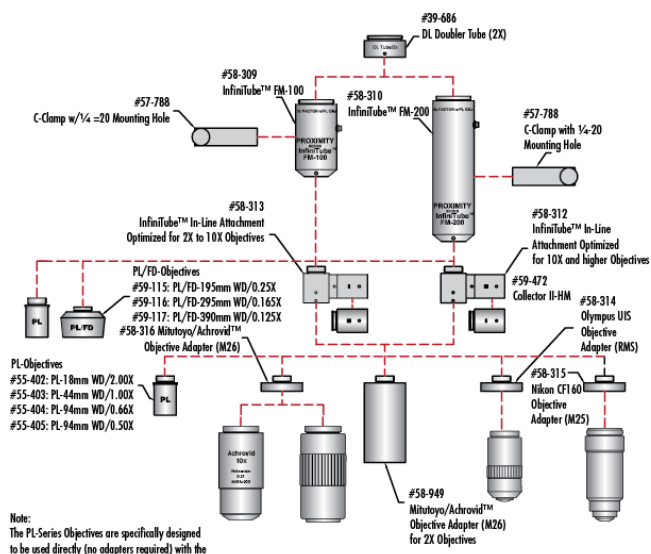 #39-686
DL Doubler Tube (2X)
DL Tube/2x
#58-309
InfiniTube™ FM-100
#58-310
InfiniTube™ FM-200
#57-788
C-Clamp w/¼ =20 Mounting Hole
#57-788
C-Clamp with ¼-20
Mounting Hole
PROXIMITY
InfiniTube
FM-100
PROXIMITY
InfiniTube
FM-200
#58-313
InfiniTube™ In-Line Attachment
Optimized for 2X to 10X Objectives
#58-312
InfiniTube™ In-Line
Attachment Optimized
for 10X and higher Objectives
#59-472
Collector II-HM
PL
PL/FD
PL/FD-Objectives
#59-115: PL/FD-195mm WD/0.25X
#59-116: PL/FD-295mm WD/0.165X
#59-117: PL/FD-390mm WD/0.125X
#58-316 Mitutoyo/Achrovid™
Objective Adapter (M26)
#58-314
Olympus UIS
Objective
Adapter (RMS)
#58-315
Nikon CF160
Objective
Adapter (M25)
PL-Objectives
#55-402: PL-18mm WD/2.00X
#55-403: PL-44mm WD/1.00X
#55-404: PL-94mm WD/0.66X
#55-405: PL-94mm WD/0.50X
PL
Achrovid
10x
#58-949
Mitutoyo/Achrovid™
Objective Adapter (M26)
for 2X Objectives
Note:
The PL-Series Objectives are specifically designed
to be used directly (no adapters required) with the